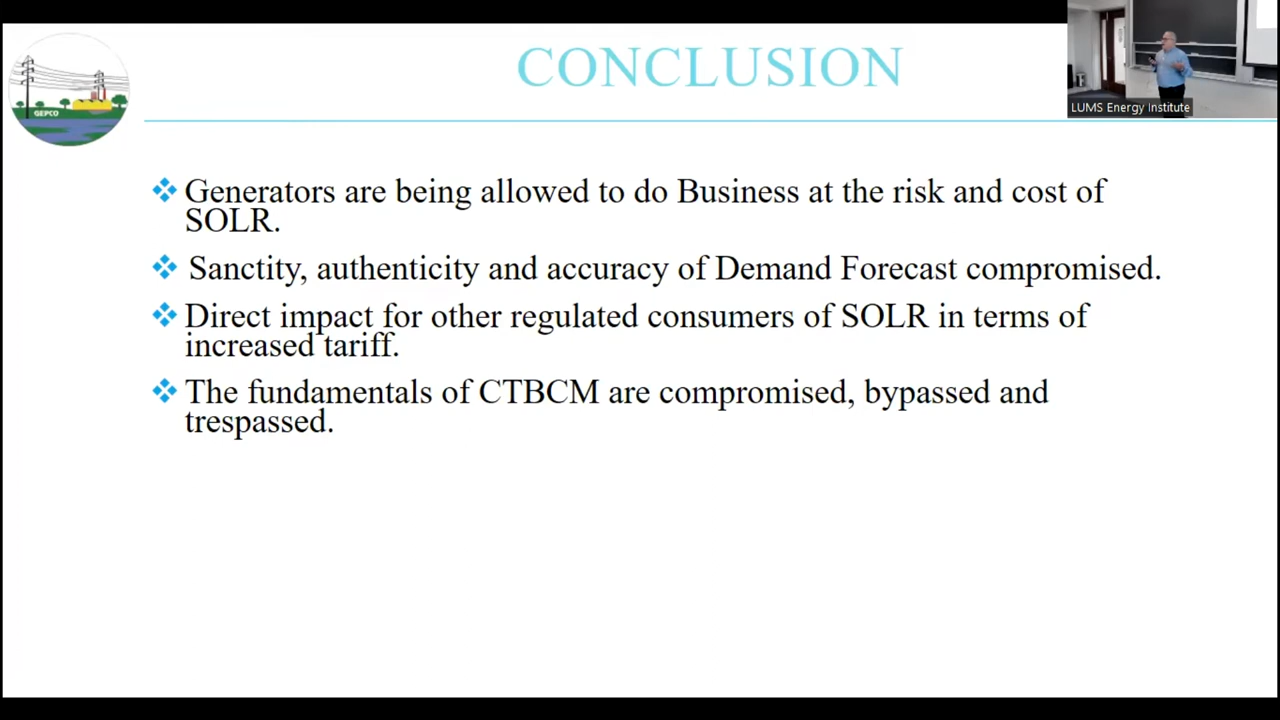 CONCLUSION
LUMS Energy Institute
GEPCO
Generators are being allowed to do Business at the risk and cost of
SOLR.
Sanctity, authenticity and accuracy of Demand Forecast compromised.
Direct impact for other regulated consumers of SOLR in terms of
increased tariff.
The fundamentals of CTBCM are compromised, bypassed and
trespassed.